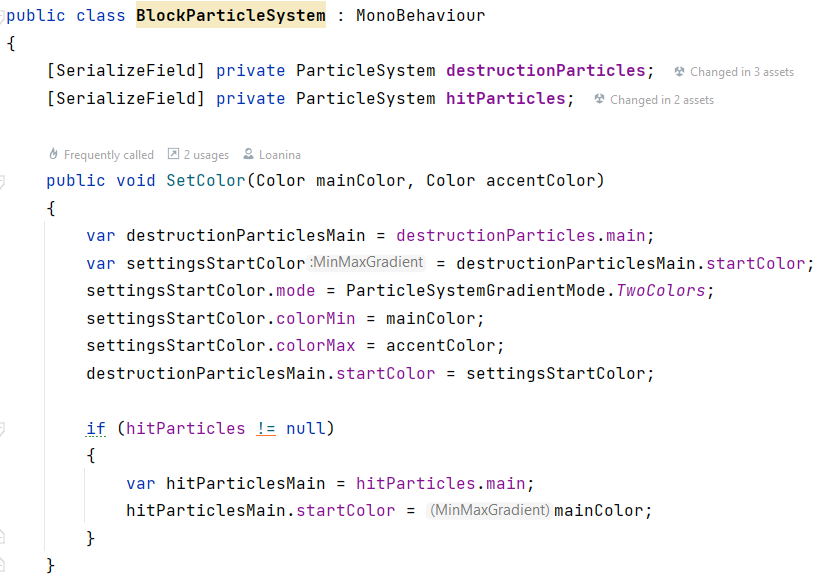 public class BlockParticleSystem : MonoBehaviour
{
    [SerializeField] private ParticleSystem destructionParticles;  Changed in 3 assets
    [SerializeField] private ParticleSystem hitParticles;  Changed in 2 assets

    Frequently called  2 usages  Loanina
    public void SetColor(Color mainColor, Color accentColor)
    {
        var destructionParticlesMain = destructionParticles.main;
        var settingsStartColor :MinMaxGradient = destructionParticlesMain.startColor;
        settingsStartColor.mode = ParticleSystemGradientMode.TwoColors;
        settingsStartColor.colorMin = mainColor;
        settingsStartColor.colorMax = accentColor;
        destructionParticlesMain.startColor = settingsStartColor;

        if (hitParticles != null)
        {
            var hitParticlesMain = hitParticles.main;
            hitParticlesMain.startColor = (MinMaxGradient) mainColor;
        }
    }